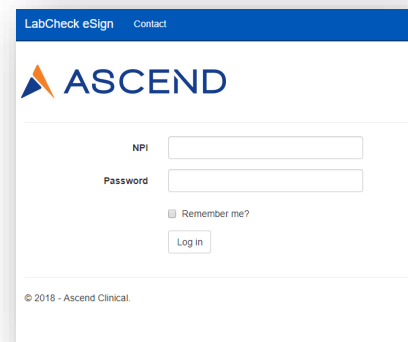 LabCheck eSign Contact
ASCEND
NPI
Password
Remember me?
Log in
© 2018 - Ascend Clinical.